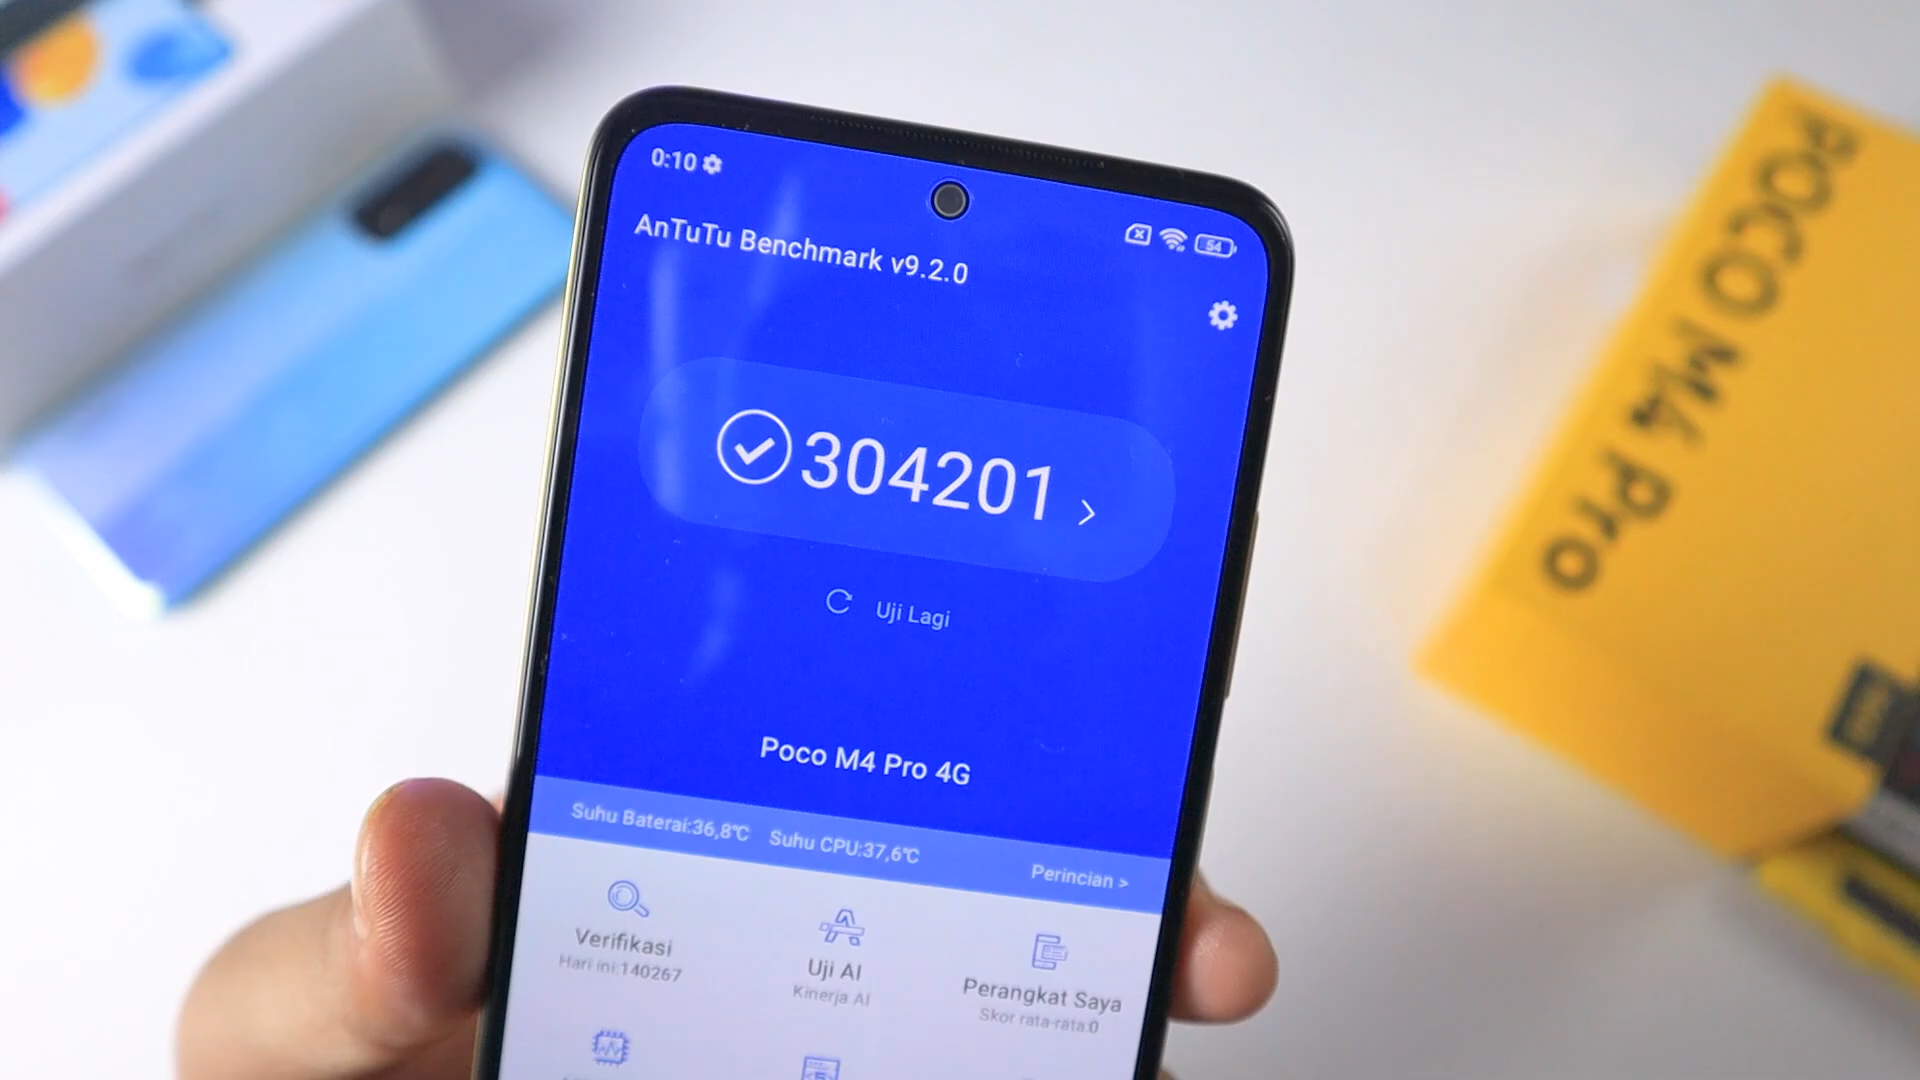 0:10
54
AnTuTu Benchmark v9.2.0
304201
Uji Lagi
Poco M4 Pro 4G
Suhu Baterai:36,8℃ Suhu CPU:37,6℃ Perincian >
Verifikasi
Hari ini:140267
Uji AI
Kinerja AI
Perangkat Saya
Skor rata-rata:0
POCO M4 Pro